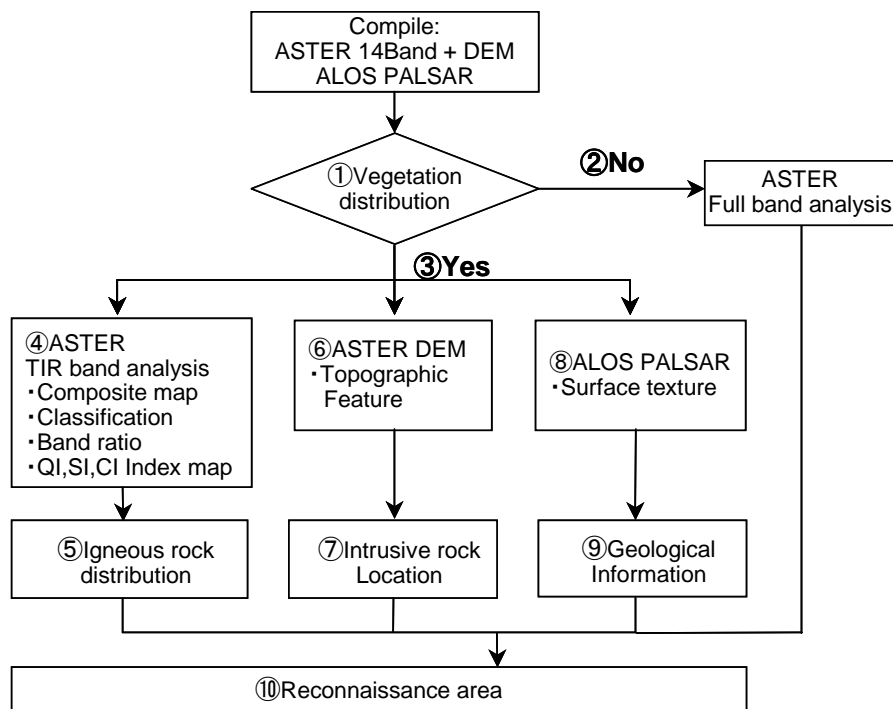 Compile:
ASTER 14Band + DEM
ALOS PALSAR
①Vegetation
distribution
②No
ASTER
Full band analysis
③Yes
④ASTER
TIR band analysis
・Composite map
・Classification
・Band ratio
・QI,SI,CI Index map
⑥ASTER DEM
・Topographic
Feature
⑧ALOS PALSAR
・Surface texture
⑤Igneous rock
distribution
⑦Intrusive rock
Location
⑨Geological
Information
⑩Reconnaissance area